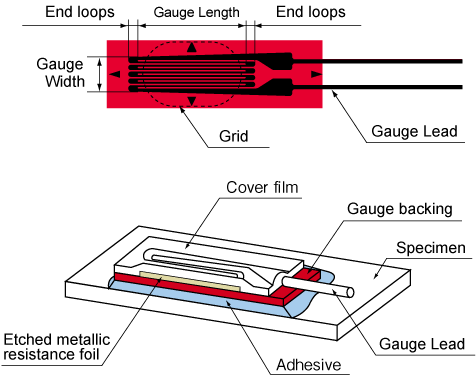 End loops
Gauge Length
End loops
Gauge
Width
Grid
Gauge Lead
Cover film
Gauge backing
Specimen
Etched metallic
resistance foil
Adhesive
Gauge Lead